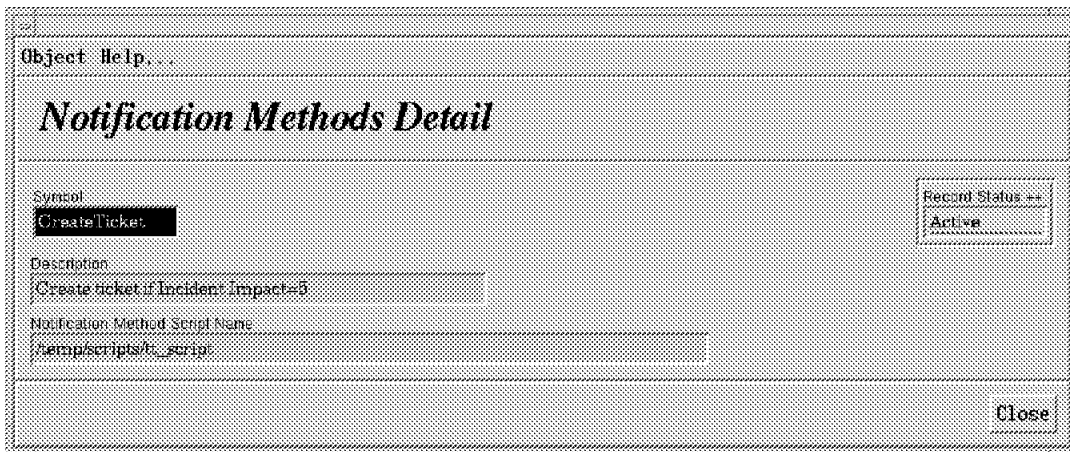 Object Help...
Notification Methods Detail
Symbol
CreateTicket
Record Status ++
Active
Description
Create ticket if Incident Impact=5
Notification Method Script Name
/temp/scripts/tt_script
Close